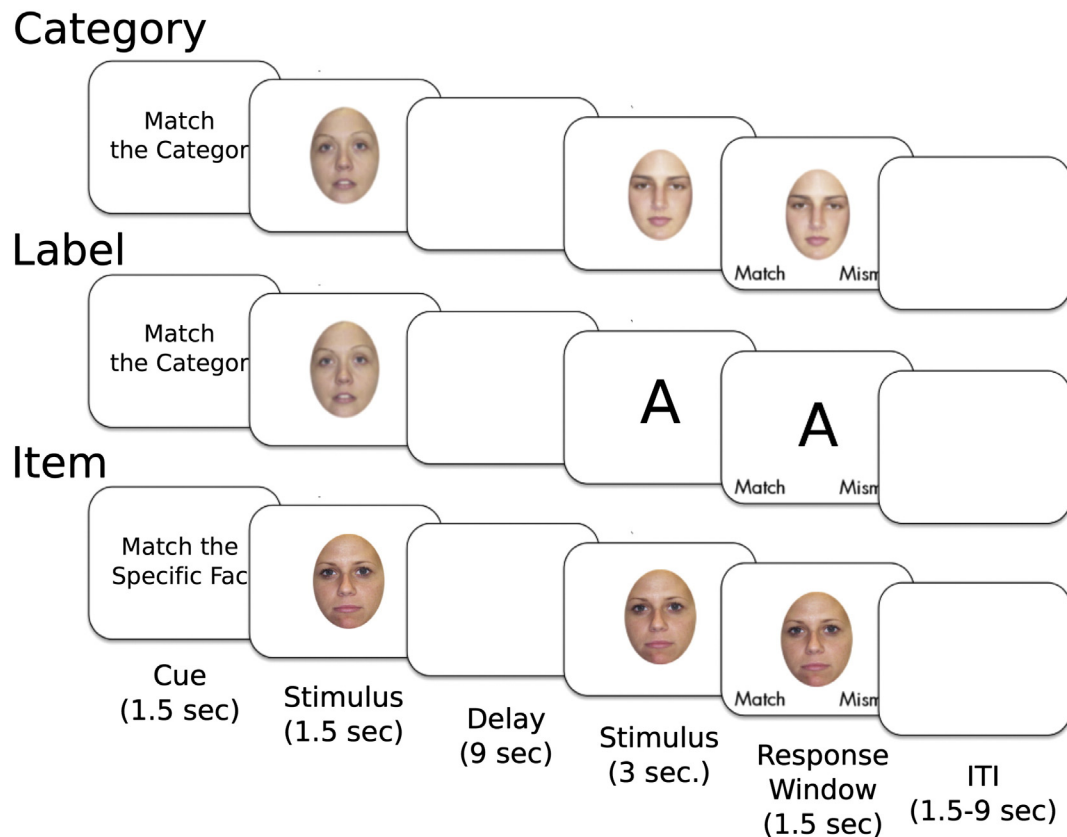 Category
Match
the Categor
Match
Mism
Label
Match
the Categor
A
A
Match
Mism
Item
Match the
Specific Fac
Match
Mism
Cue
(1.5 sec)
Stimulus
(1.5 sec)
Delay
(9 sec)
Stimulus
(3 sec.)
Response
Window
(1.5 sec)
ITI
(1.5-9 sec)